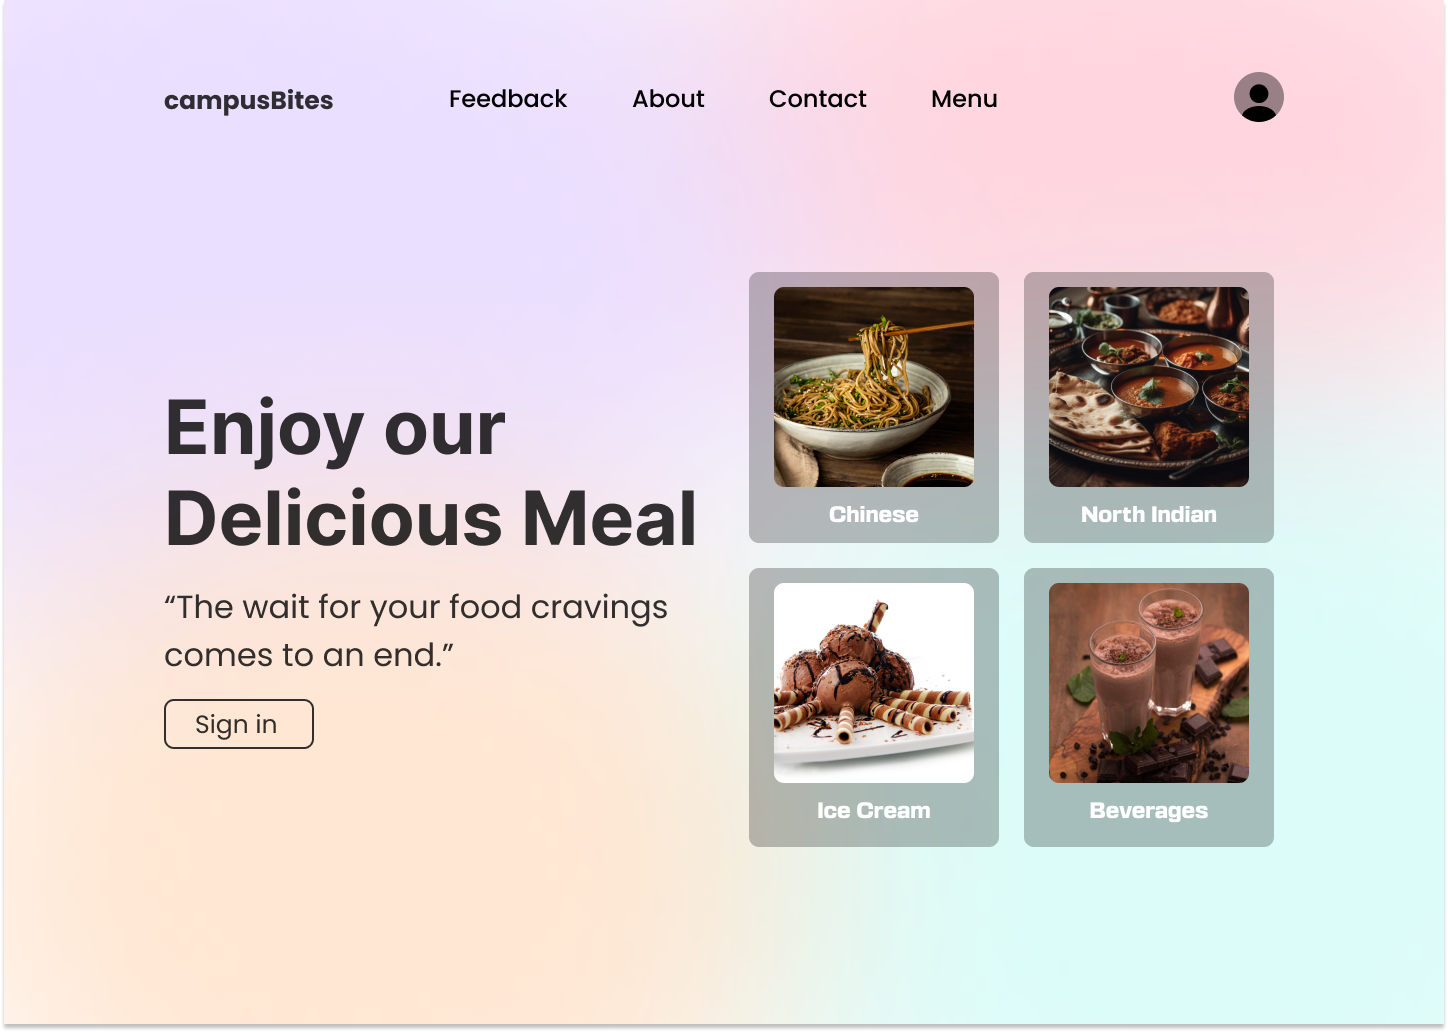 campusBites
Feedback
About
Contact
Menu
Enjoy our
Delicious Meal
“The wait for your food cravings
comes to an end.”
Sign in
Chinese
North Indian
Ice Cream
Beverages